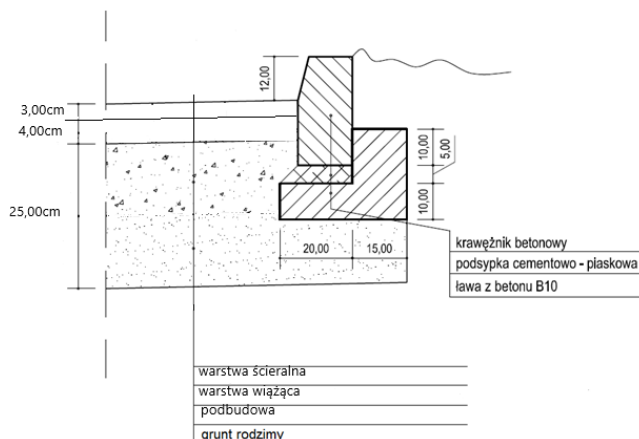 12,00
3,00cm
4,00cm
10,00
5,00
25,00cm
10,00
20,00
15,00
krawężnik betonowy
podsypka cementowo - piaskowa
ława z betonu B10
warstwa ścieralna
warstwa wiążąca
podbudowa
grunt rodzimy